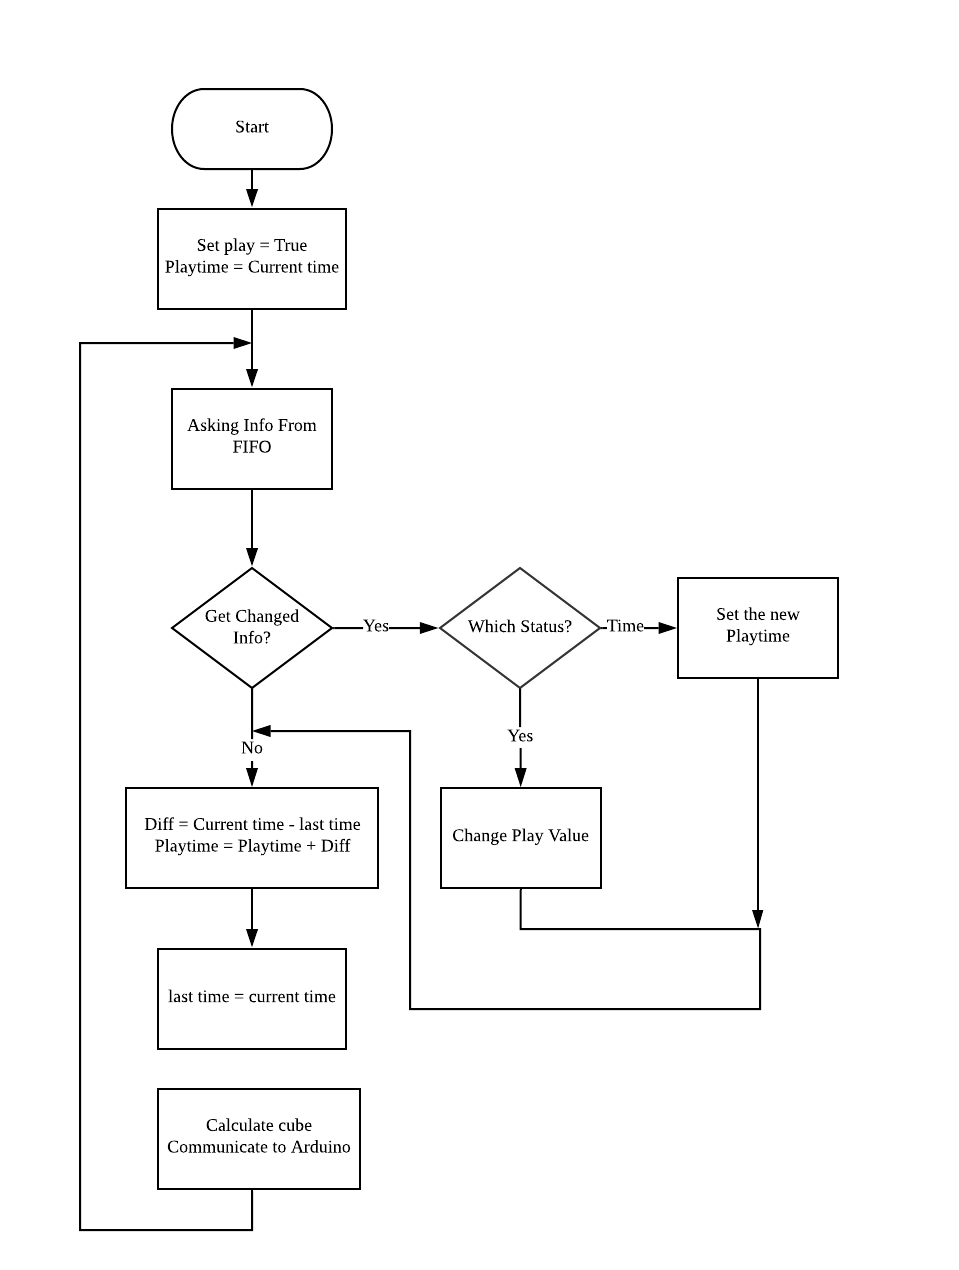 Start
Set play = True
Playtime = Current time
Asking Info From
FIFO
Get Changed
Info?
Yes
Which Status?
Time
Set the new
Playtime
No
Yes
Diff = Current time - last time
Playtime = Playtime + Diff
Change Play Value
last time = current time
Calculate cube
Communicate to Arduino